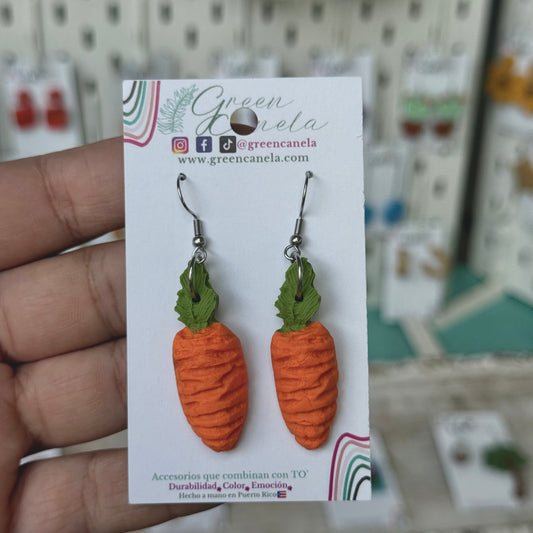 Green
Canela
@greencanela
www.greencanela.com
Accesorios que combinan con TO'
Durabilidad, Color, Emoción,
Hecho a mano en Puerto Rico